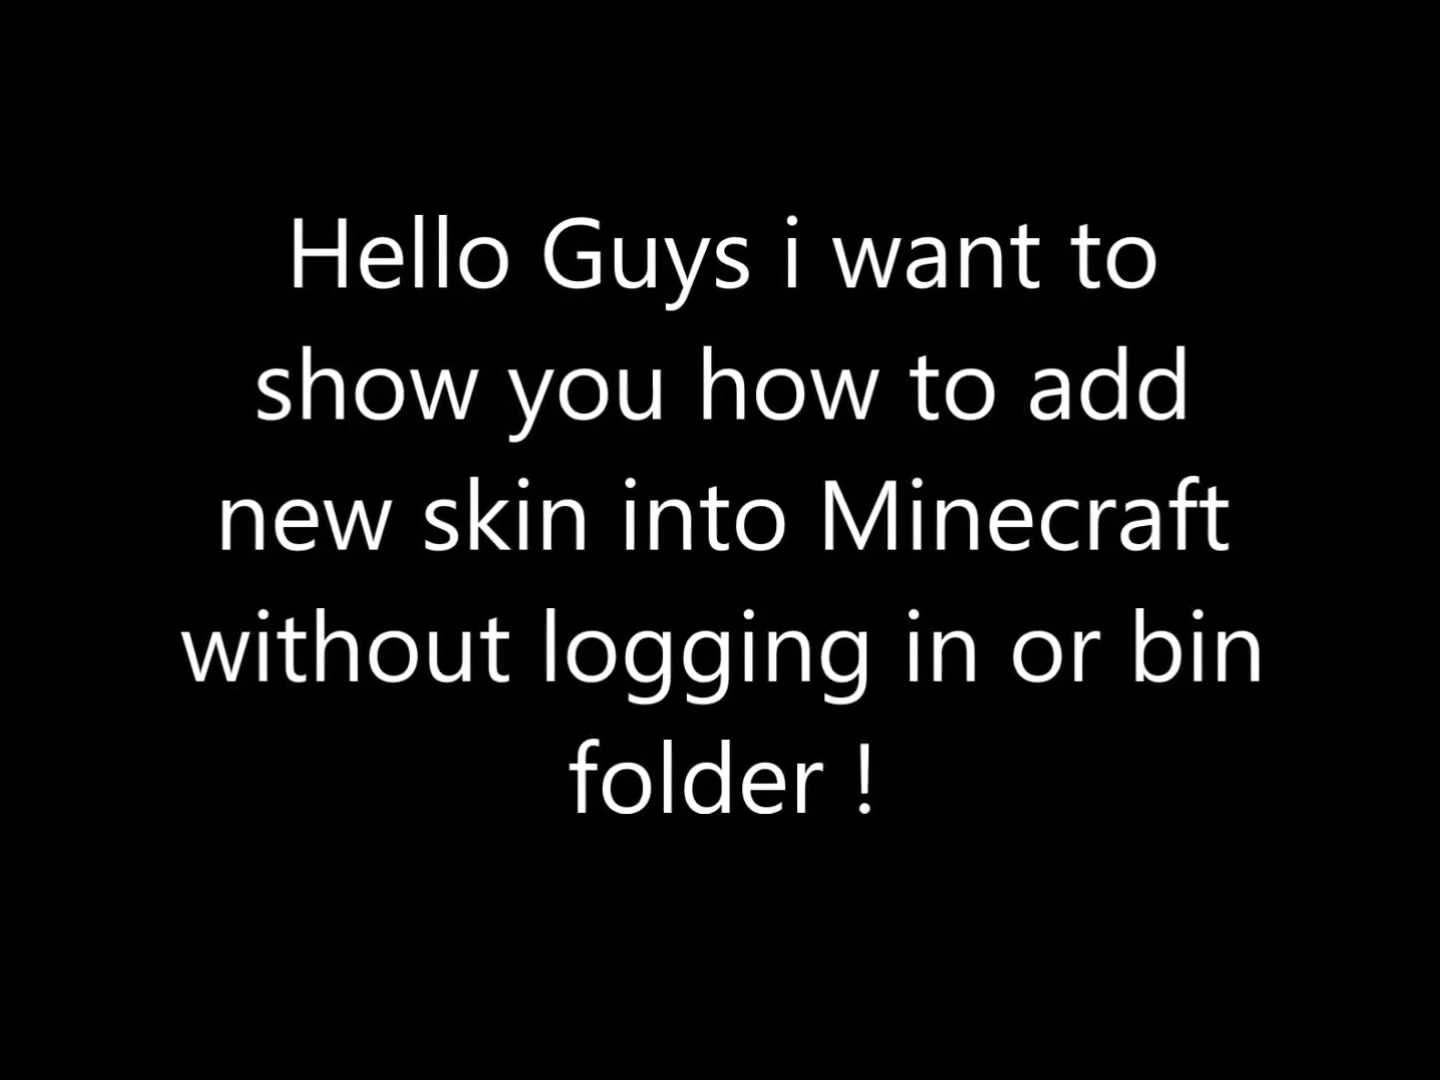 Hello Guys i want to
show you how to add
new skin into Minecraft
without logging in or bin
folder !